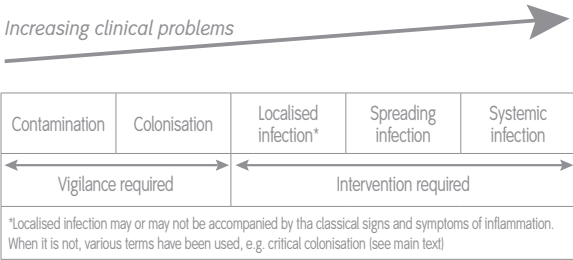 Increasing clinical problems
Contamination
Colonisation
Localised
infection*
Spreading
infection
Systemic
infection
Vigilance required
Intervention required
*Localised infection may or may not be accompanied by tha classical signs and symptoms of inflammation.
When it is not, various terms have been used, e.g. critical colonisation (see main text)